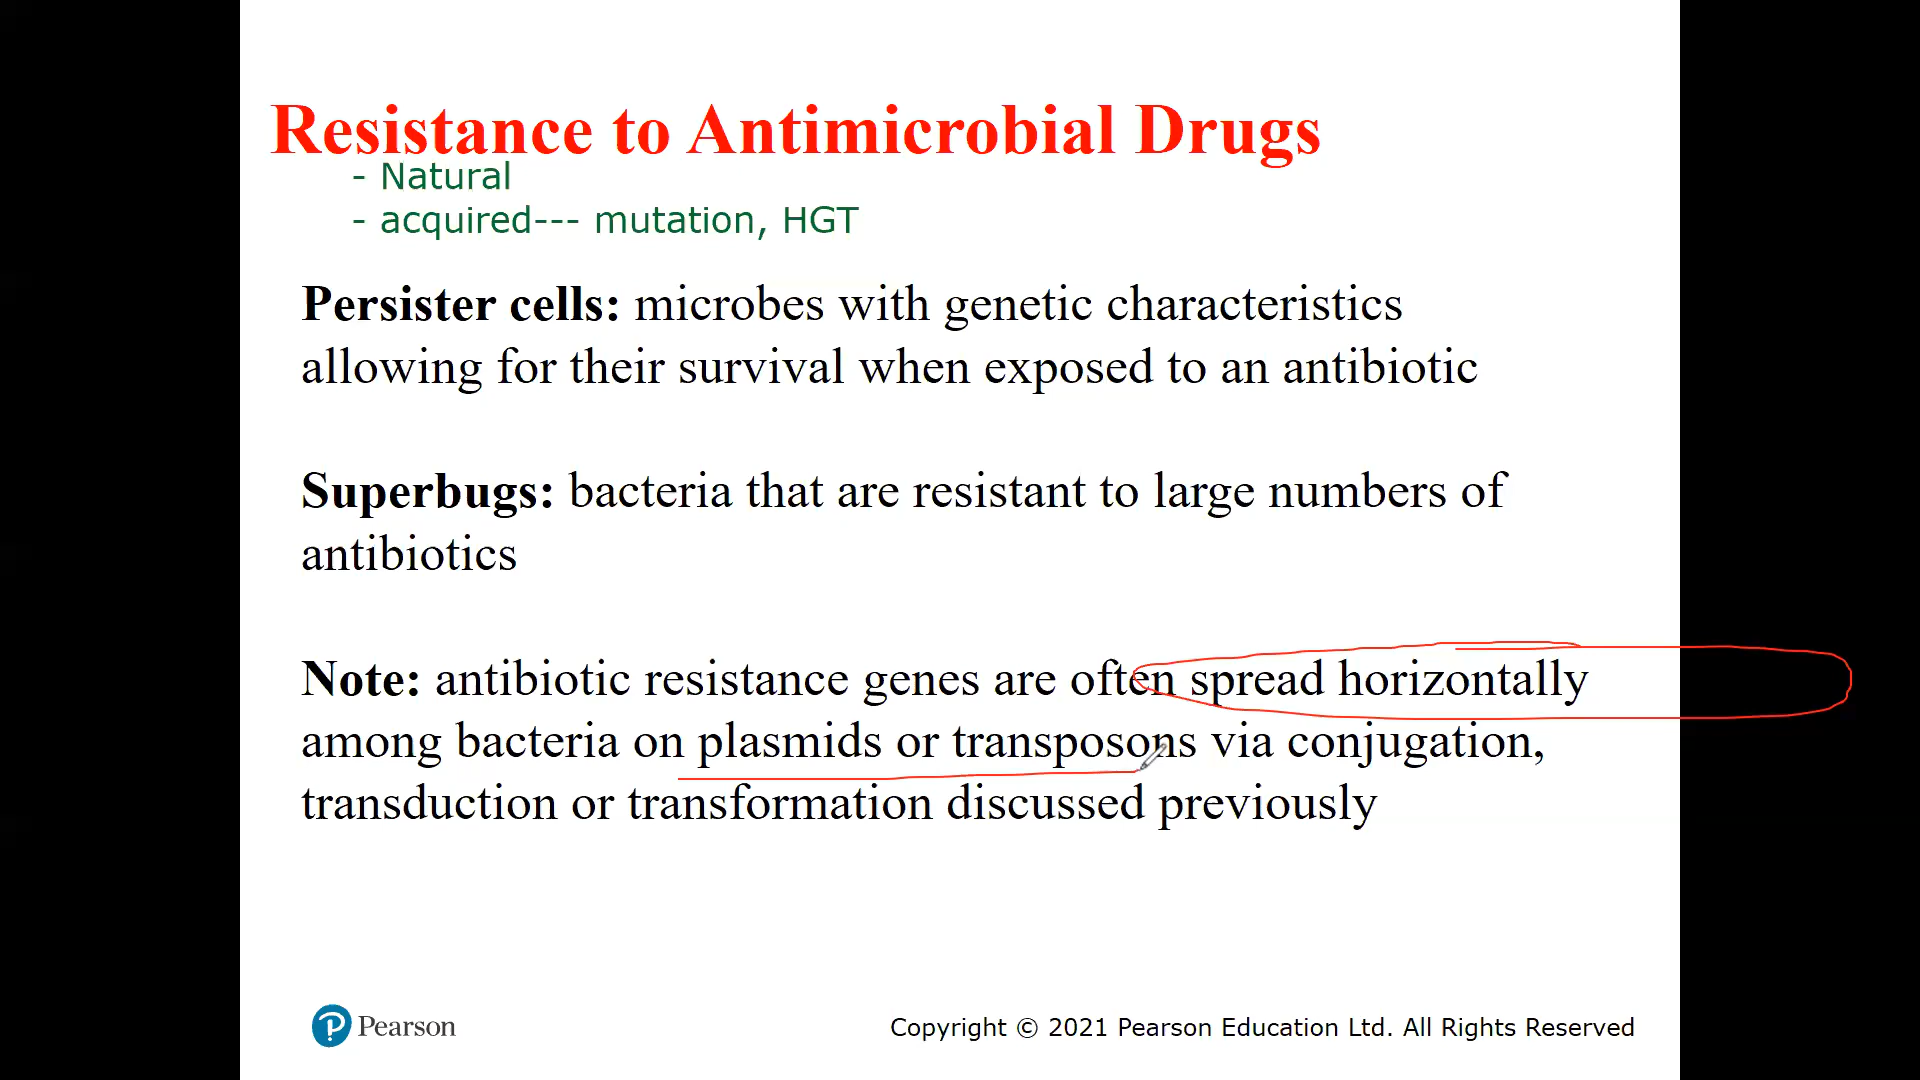 Resistance to Antimicrobial Drugs
- Natural
- acquired--- mutation, HGT
Persister cells: microbes with genetic characteristics
allowing for their survival when exposed to an antibiotic
Superbugs: bacteria that are resistant to large numbers of
antibiotics
Note: antibiotic resistance genes are often spread horizontally
among bacteria on plasmids or transposons via conjugation,
transduction or transformation discussed previously
Pearson
Copyright © 2021 Pearson Education Ltd. All Rights Reserved